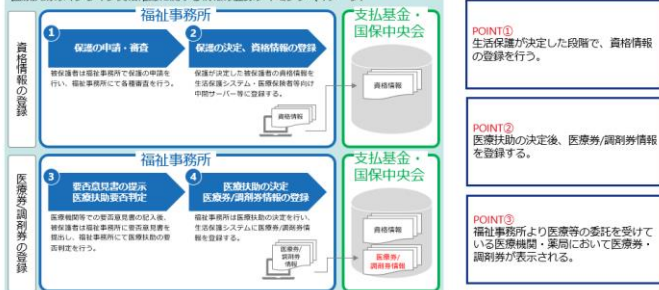 福祉事務所
支払基金・
国保中央会
資格情報の登録
1
保護の申請・審査
被保護者は福祉事務所で保護の申請を
行い、福祉事務所にて各種審査を行う。
2
保護の決定、資格情報の登録
保護が決定した被保護者の資格情報を
生活保護システム・医療保険者等向け
中間サーバー等に登録する。
資格情報
資格情報
福祉事務所
支払基金・
国保中央会
医療券/調剤券の登録
3
要否意見書の提示
医療扶助要否判定
医療機関等での要否意見書の記入後、
被保護者は福祉事務所に要否意見書を
提出し、福祉事務所にて医療扶助の要
否判定を行う。
4
医療扶助の決定
医療券/調剤券情報の登録
福祉事務所は医療扶助の決定を行い、
生活保護システムに医療券/調剤券情
報を登録する。
医療券/
調剤券
情報
資格情報
医療券/
調剤券情報
POINT①
生活保護が決定した段階で、資格情報
の登録を行う。
POINT②
医療扶助の決定後、医療券/調剤券情報
を登録する。
POINT③
福祉事務所より医療等の委託を受けて
いる医療機関・薬局において医療券・
調剤券が表示される。